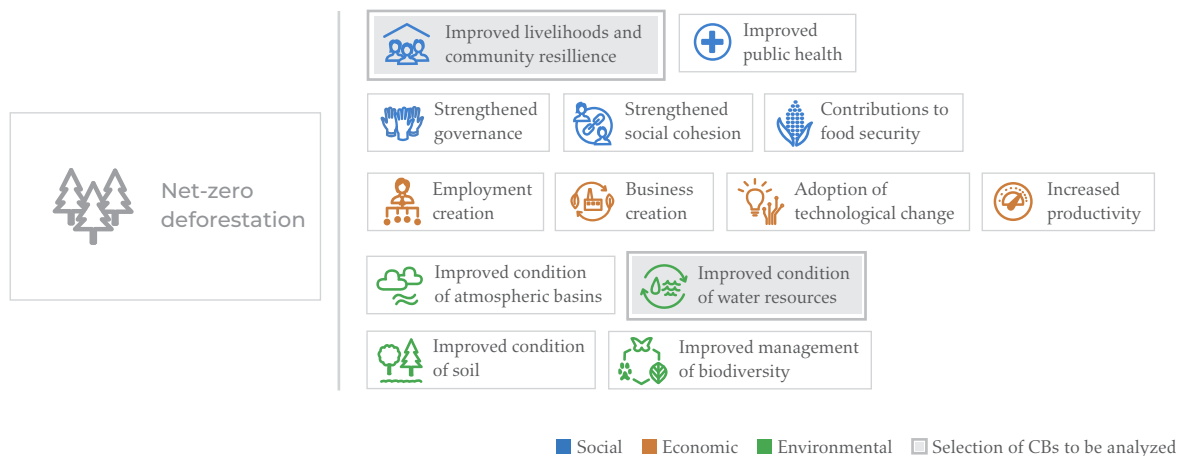 Net-zero
deforestation
Improved livelihoods and
community resillience
Improved
public health
Strengthened
governance
Strengthened
social cohesion
Contributions to
food security
Employment
creation
Business
creation
Adoption of
technological change
Increased
productivity
Improved condition
of atmospheric basins
Improved condition
of water resources
Improved condition
of soil
Improved management
of biodiversity
Social
Economic
Environmental
Selection of CBs to be analyzed